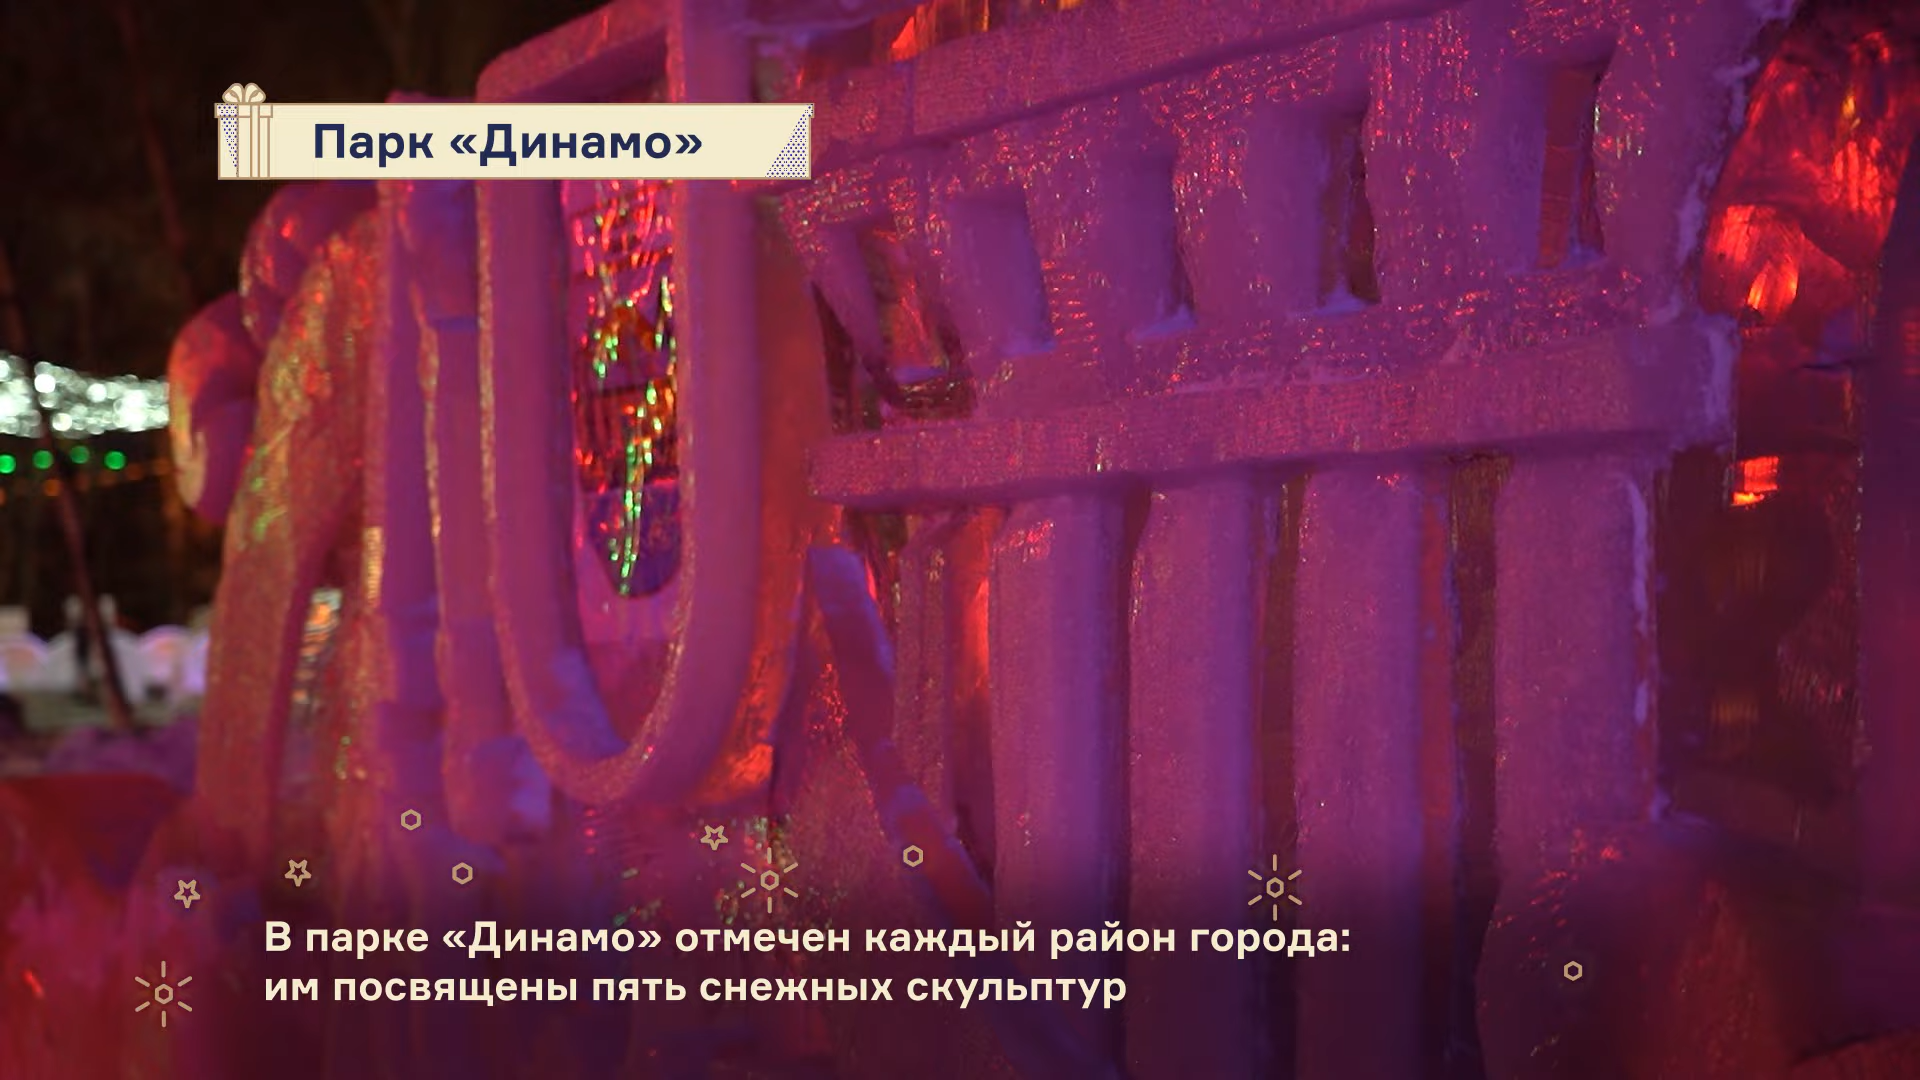 Парк «Динамо»
В парке «Динамо» отмечен каждый район города:
им посвящены пять снежных скульптур